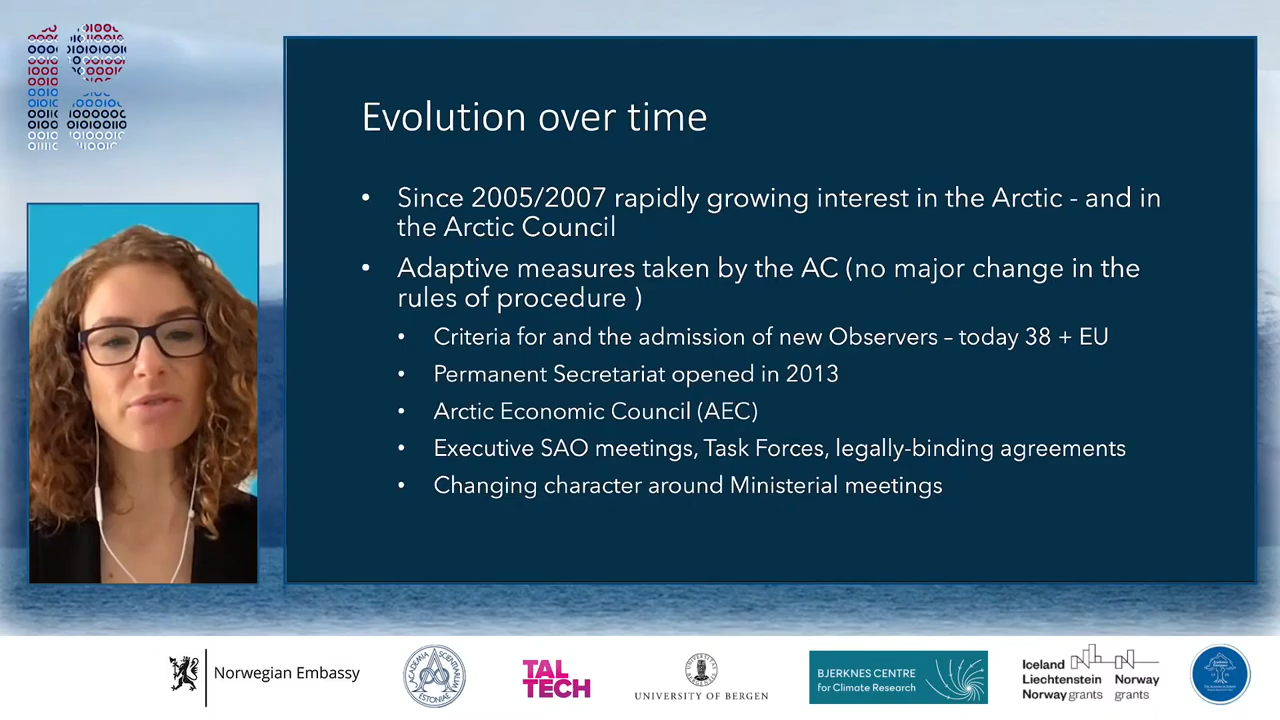 Evolution over time
• Since 2005/2007 rapidly growing interest in the Arctic - and in
the Arctic Council
• Adaptive measures taken by the AC (no major change in the
rules of procedure )
• Criteria for and the admission of new Observers – today 38 + EU
• Permanent Secretariat opened in 2013
• Arctic Economic Council (AEC)
• Executive SAO meetings, Task Forces, legally-binding agreements
• Changing character around Ministerial meetings
Norwegian Embassy
ACADEMIA SCIENTIARUM ESTONIAE
TAL
TECH
UNIVERSITY OF BERGEN
BJERKNES CENTRE
for Climate Research
Iceland
Liechtenstein
Norway grants
Norway
grants